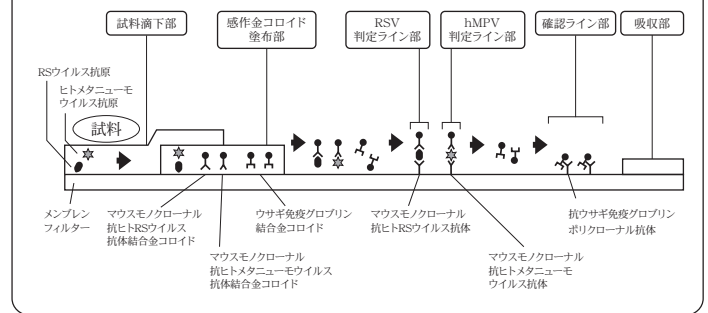 試料滴下部
感作金コロイド
塗布部
RSV
判定ライン部
hMPV
判定ライン部
確認ライン部
吸収部
RSウイルス抗原
ヒトメタニューモ
ウイルス抗原
試料
メンブレン
フィルター
マウスモノクローナル
抗ヒトRSウイルス
抗体結合金コロイド
マウスモノクローナル
抗ヒトメタニューモウイルス
抗体結合金コロイド
ウサギ免疫グロブリン
結合金コロイド
マウスモノクローナル
抗ヒトRSウイルス抗体
マウスモノクローナル
抗ヒトメタニューモ
ウイルス抗体
抗ウサギ免疫グロブリン
ポリクローナル抗体